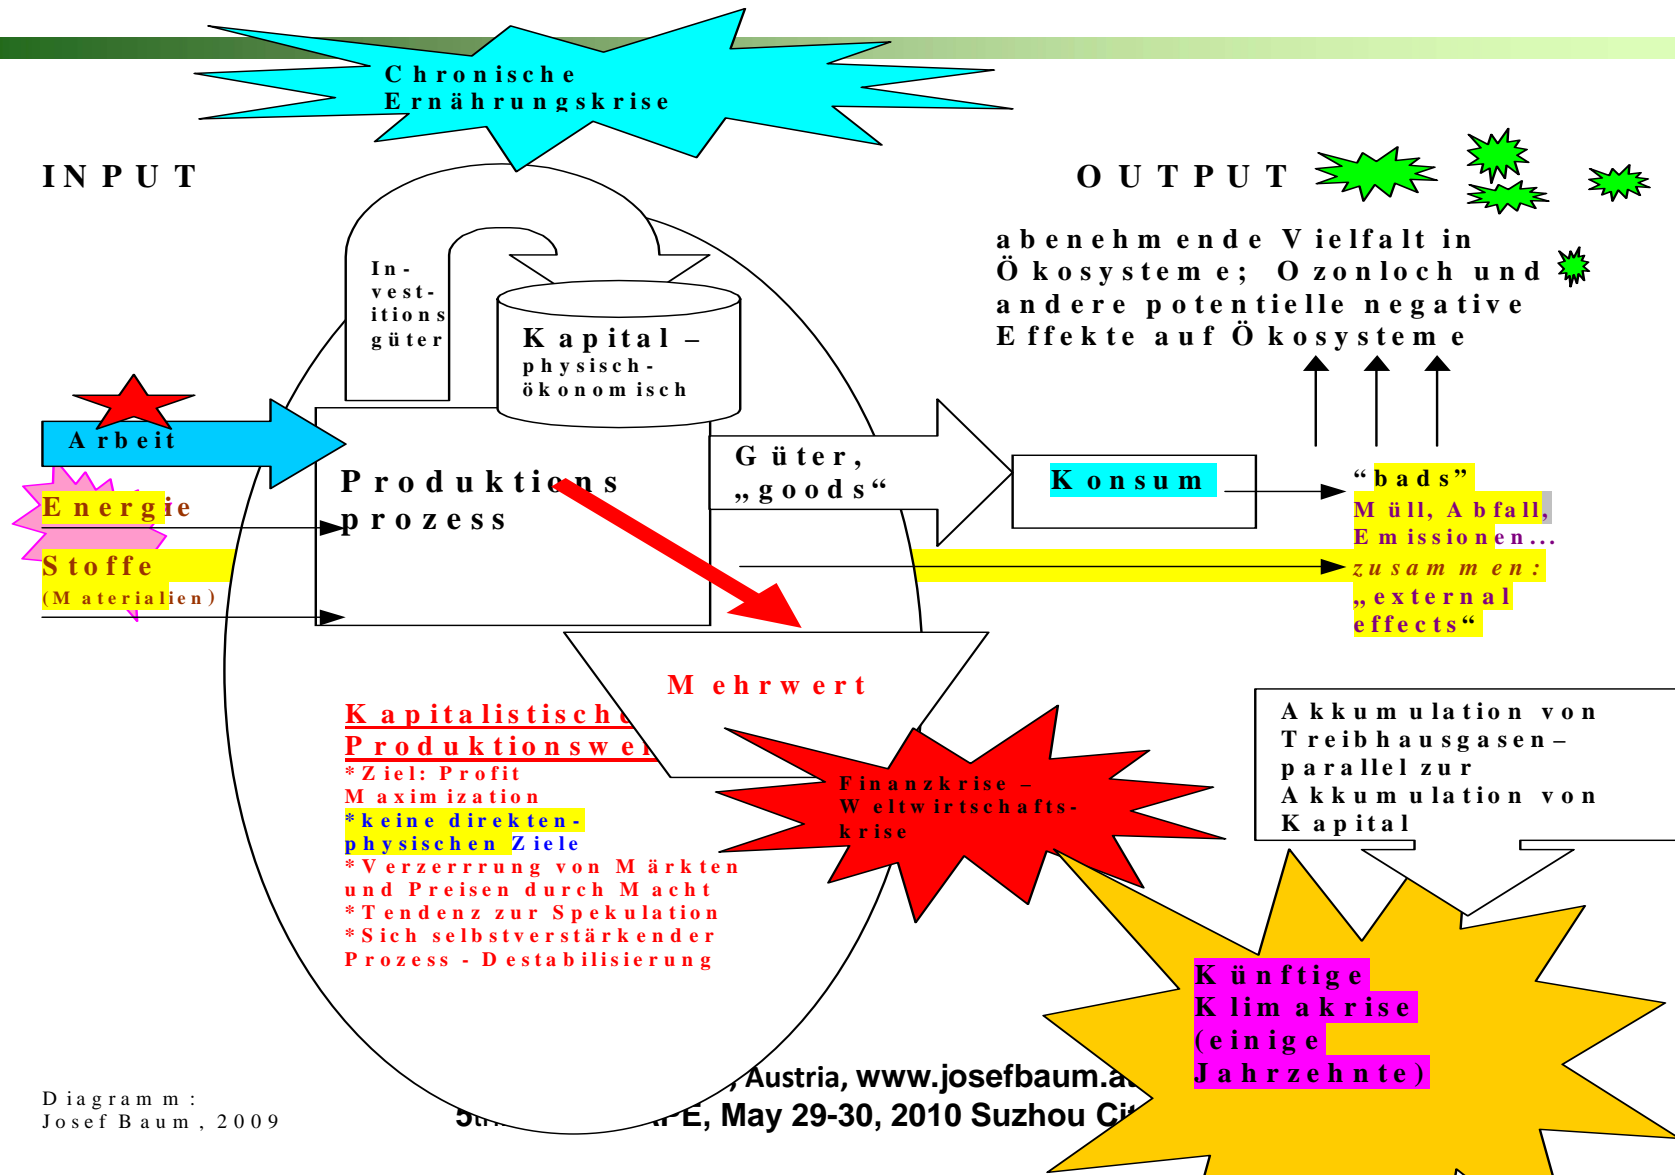 Chronische
Ernährungskrise
INPUT
OUTPUT
abenehmende Vielfalt in
Ökosysteme; Ozonloch und
andere potentielle negative
Effekte auf Ökosysteme
In-
vest-
itions
güter
Kapital –
physisch-
ökonomisch
Arbeit
Energie
Stoffe
(Materialien)
Produktions
prozess
Güter,
„goods“
Konsum
“bads”
Müll, Abfall,
Emissionen...
zusammen:
„external
effects“
Mehrwert
Kapitalistische
*Ziel: Profit
Maximization
*keine direkten-
physischen Ziele
*Verzerrrung von Märkten
und Preisen durch Macht
*Tendenz zur Spekulation
*Sich selbstverstärkender
Prozess - Destabilisierung
Finanzkrise –
Weltwirtschafts-
krise
Akkumulation von
Treibhausgasen–
parallel zur
Akkumulation von
Kapital
Künftige
Klimakrise
(einige
Jahrzehnte)
Diagramm:
Josef Baum, 2009
, Austria, www.josefbaum.at
May 29-30, 2010 Suzhou